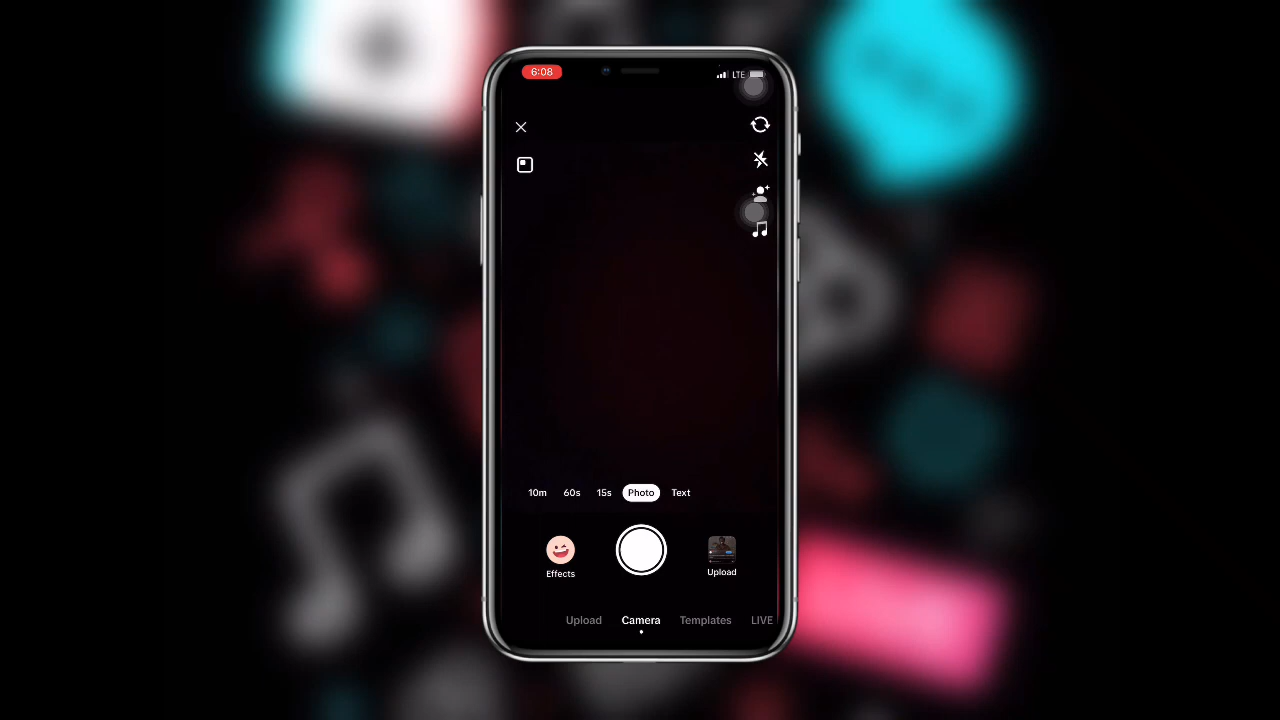 6:08
LTE
10m 60s 15s Photo Text
Effects
Upload
Upload Camera Templates LIVE